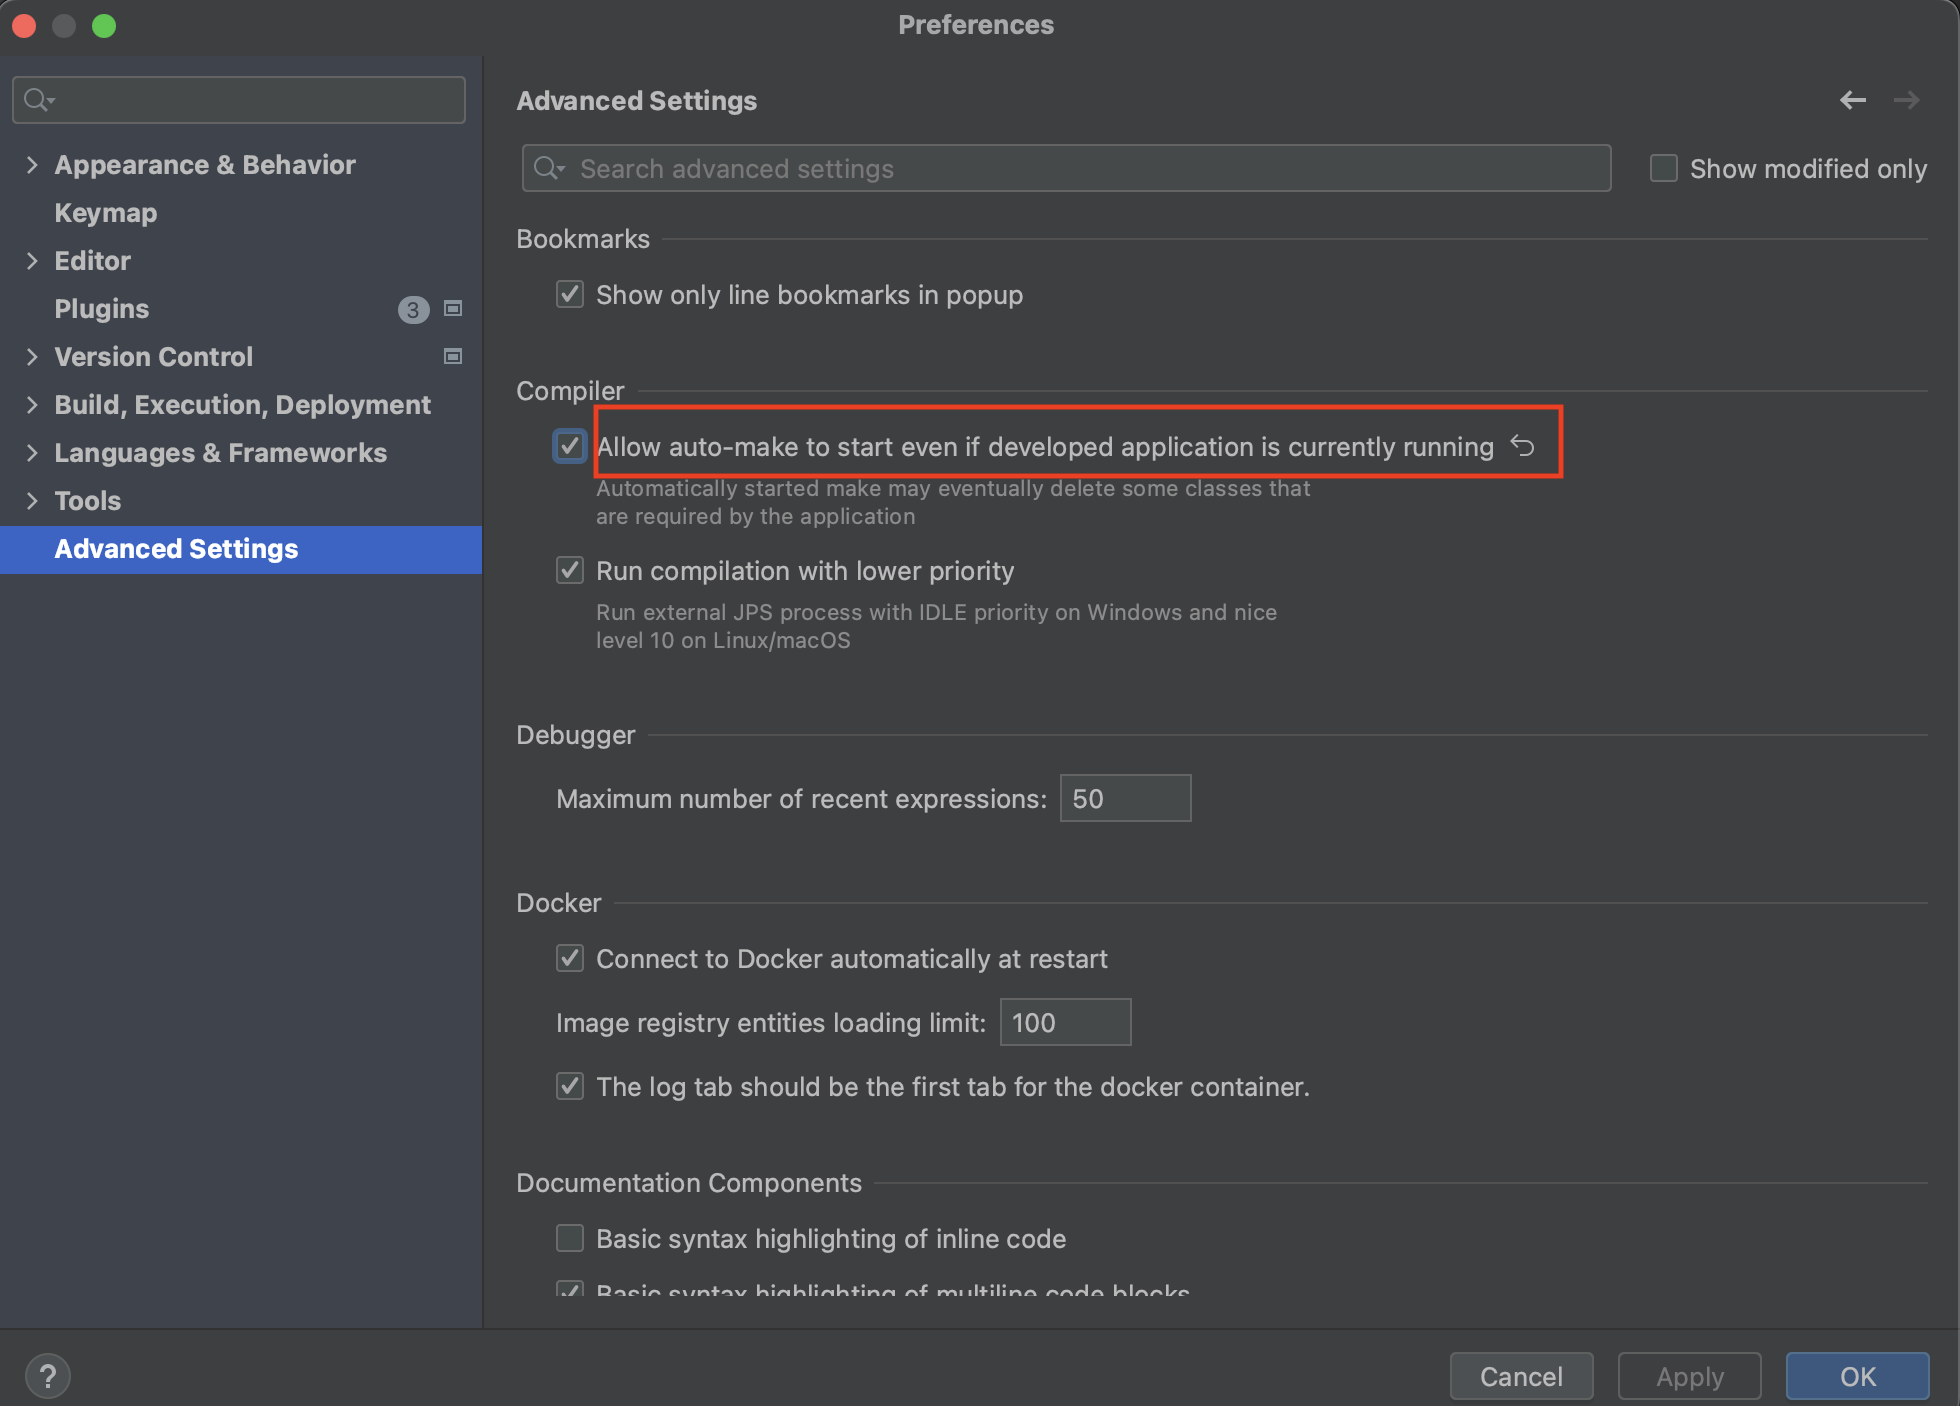 Preferences
Appearance & Behavior
Keymap
Editor
Plugins 3
Version Control
Build, Execution, Deployment
Languages & Frameworks
Tools
Advanced Settings
Advanced Settings
Search advanced settings
Show modified only
Bookmarks
Show only line bookmarks in popup
Compiler
Allow auto-make to start even if developed application is currently running
Automatically started make may eventually delete some classes that
are required by the application
Run compilation with lower priority
Run external JPS process with IDLE priority on Windows and nice
level 10 on Linux/macOS
Debugger
Maximum number of recent expressions: 50
Docker
Connect to Docker automatically at restart
Image registry entities loading limit: 100
The log tab should be the first tab for the docker container.
Documentation Components
Basic syntax highlighting of inline code
Basic syntax highlighting of multiline code blocks
?
Cancel
Apply
OK